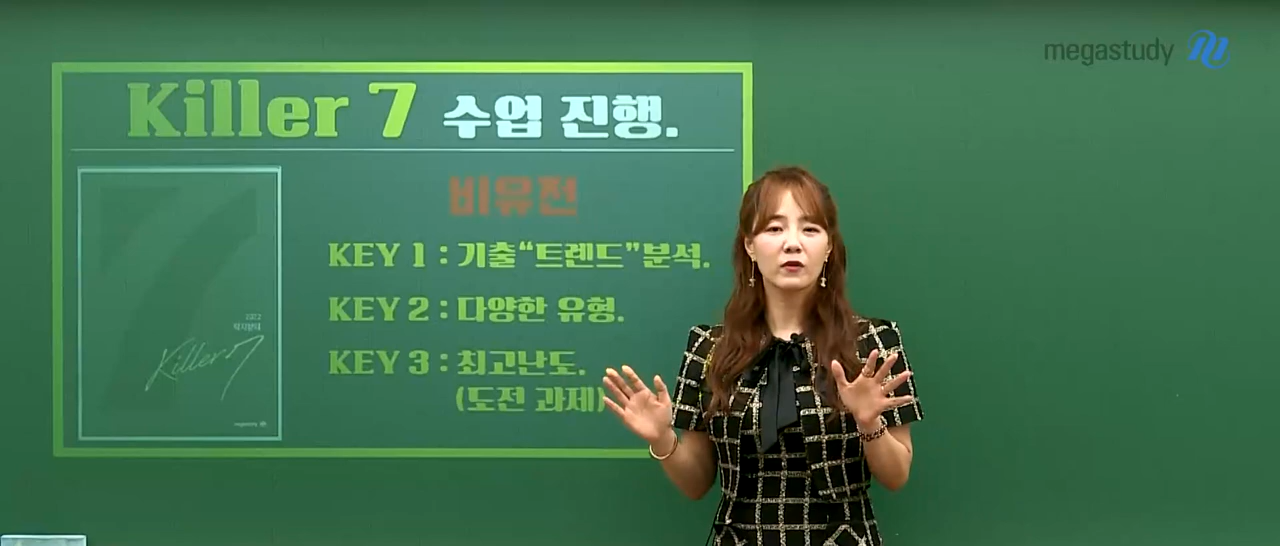 megastudy
Killer 7 수업 진행.
비유전
KEY 1 : 기출“트렌드”분석.
KEY 2 : 다양한 유형.
KEY 3 : 최고난도.
(도전 과제)
2022
Killer 7
megastudy